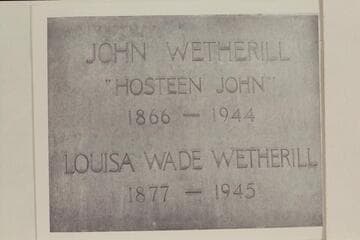 JOHN WETHERILL
"HOSTEEN JOHN"
1866 — 1944
LOUISA WADE WETHERILL
1877 — 1945